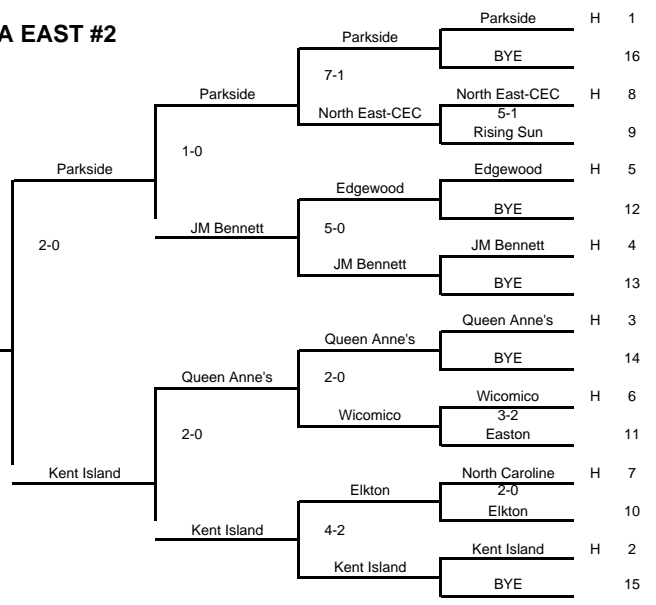 A EAST #2
Parkside H 1
Parkside
BYE 16
7-1
Parkside North East-CEC H 8
North East-CEC 5-1
Rising Sun 9
1-0
Parkside Edgewood H 5
Edgewood
BYE 12
JM Bennett 5-0
2-0 JM Bennett H 4
JM Bennett
BYE 13
Queen Anne's H 3
Queen Anne's
BYE 14
Queen Anne's 2-0
Wicomico H 6
Wicomico 3-2
2-0 Easton 11
Kent Island North Caroline H 7
Elkton 2-0
Elkton 10
Kent Island 4-2
Kent Island H 2
Kent Island
BYE 15